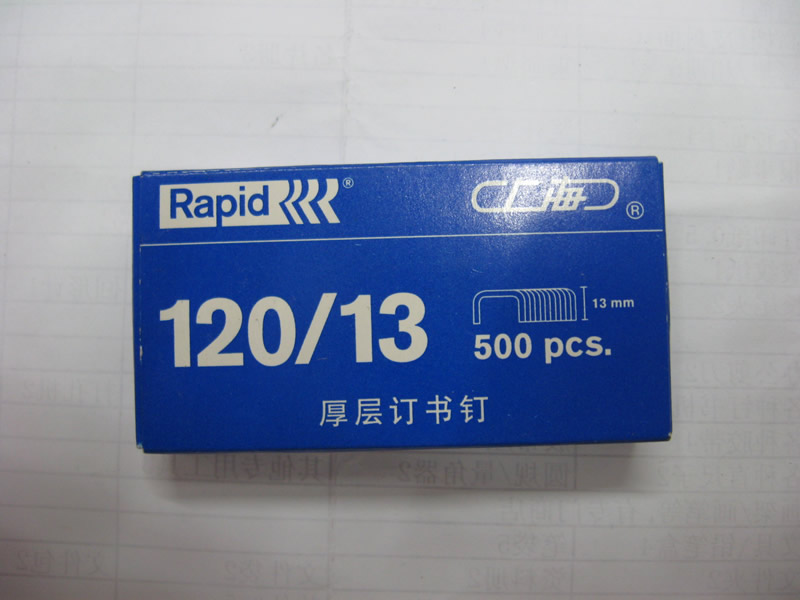 Rapid ®
上海 ®
120/13
13 mm
500 pcs.
厚层订书钉